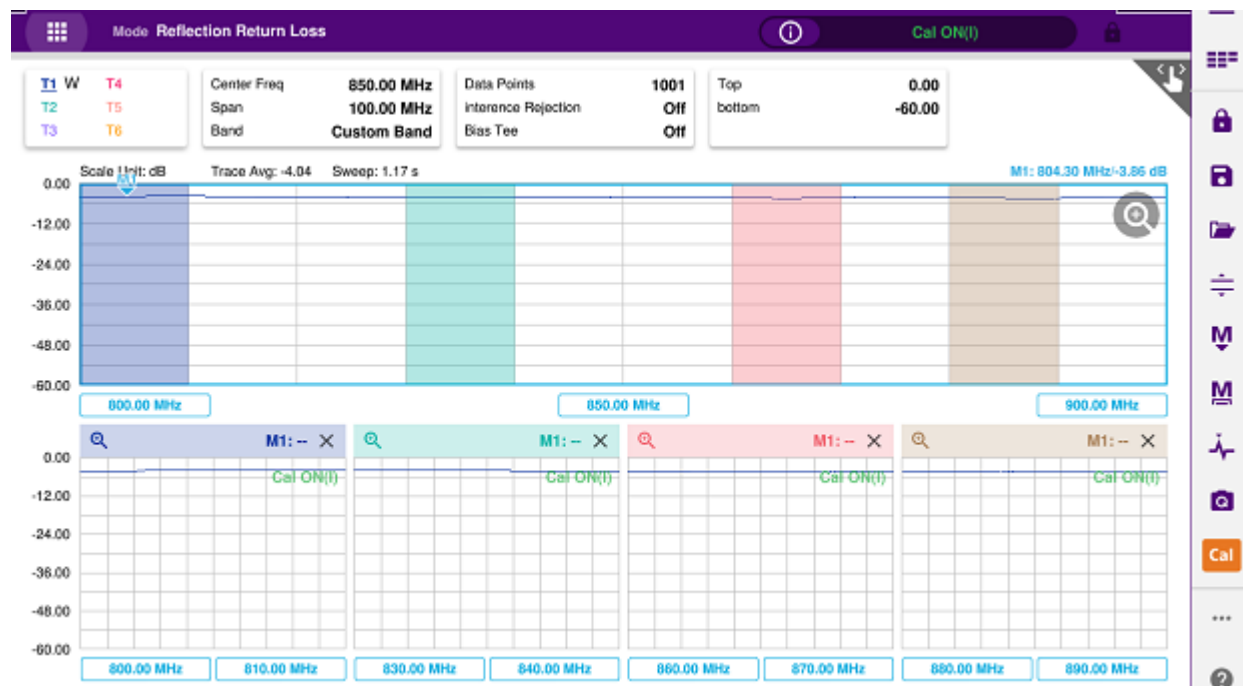 Mode Reflection Return Loss
Cal ON(I)
T1 W T4
T2 T5
T3 T6
Center Freq 850.00 MHz
Span 100.00 MHz
Band Custom Band
Data Points 1001
interence Rejection Off
Bias Tee Off
Top 0.00
bottom -60.00
Scale Unit: dB Trace Avg: -4.04 Sweep: 1.17 s M1: 804.30 MHz/-3.86 dB
0.00
-12.00
-24.00
-36.00
-48.00
-60.00
800.00 MHz 850.00 MHz 900.00 MHz
M1: -- M1: -- M1: -- M1: --
0.00
Cal ON(I) Cal ON(I) Cal ON(I) Cal ON(I)
-12.00
-24.00
-36.00
-48.00
-60.00
800.00 MHz 810.00 MHz 830.00 MHz 840.00 MHz 860.00 MHz 870.00 MHz 880.00 MHz 890.00 MHz
M
M
Cal